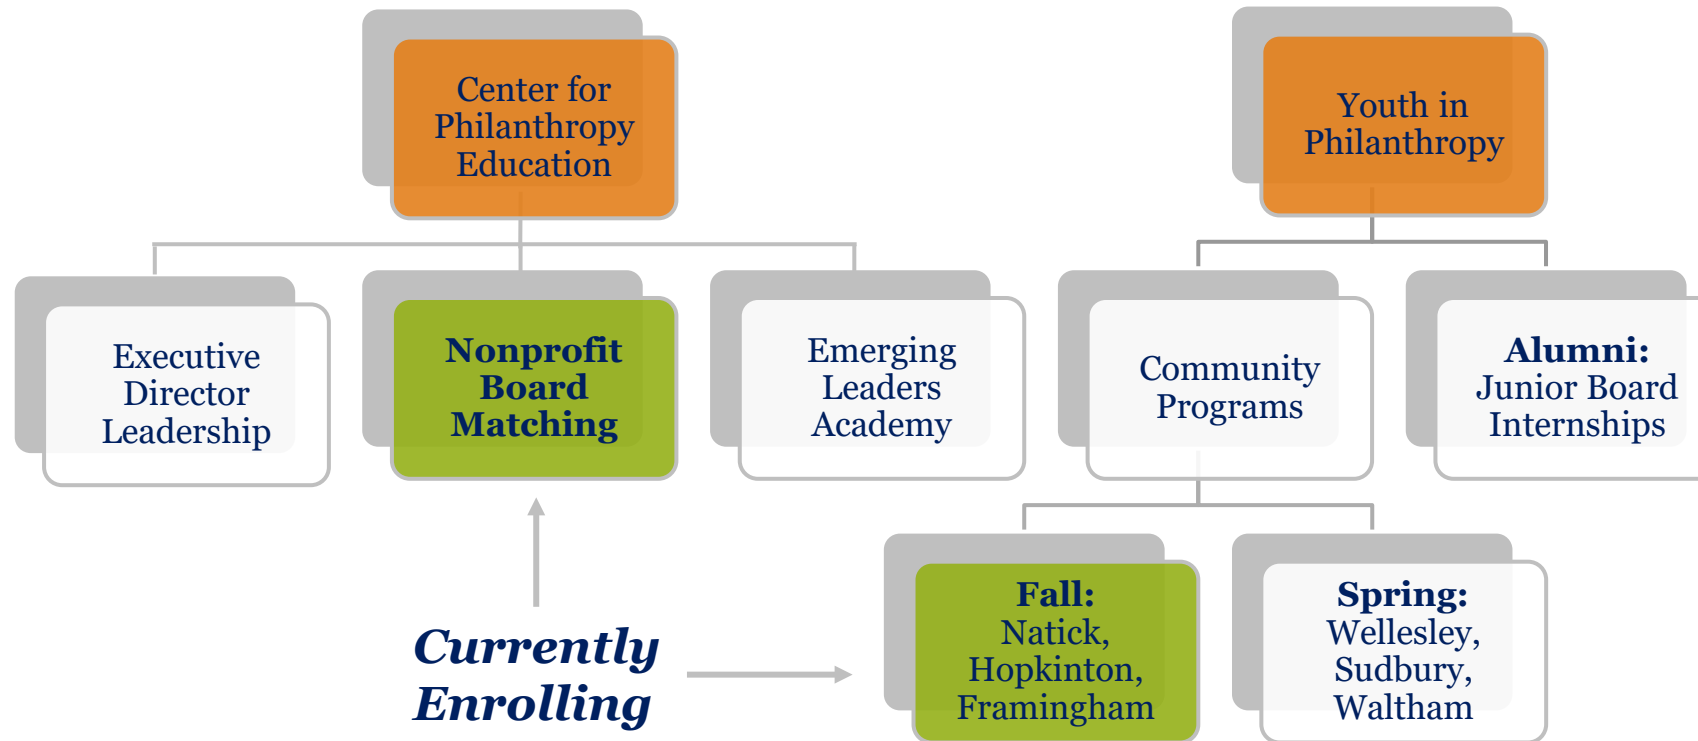 Center for
Philanthropy
Education
Youth in
Philanthropy
Executive
Director
Leadership
Nonprofit
Board
Matching
Emerging
Leaders
Academy
Community
Programs
Alumni:
Junior Board
Internships
Currently
Enrolling
Fall:
Natick,
Hopkinton,
Framingham
Spring:
Wellesley,
Sudbury,
Waltham